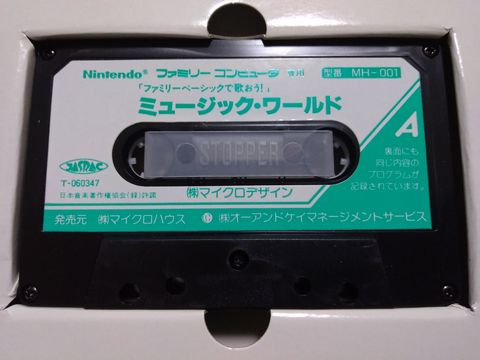 Nintendo® ファミリー コンピュータ 専用 型番 MH-001
「ファミリーベーシックで歌おう!」
ミュージック・ワールド
A
STOPPER
裏面にも
同じ内容の
プログラムが
記録されています。
JASRAC
T-060347
日本音楽著作権協会(録)許諾
㈱マイクロデザイン
発売元 ㈱マイクロハウス ㈱オーアンドケイマネージメントサービス